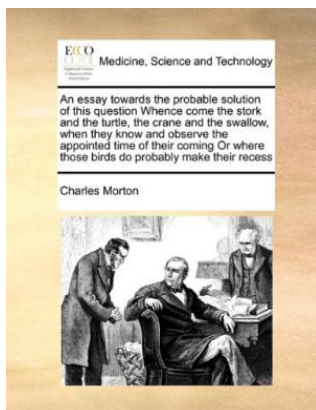 ECCO
Medicine, Science and Technology
An essay towards the probable solution
of this question Whence come the stork
and the turtle, the crane and the swallow,
when they know and observe the
appointed time of their coming Or where
those birds do probably make their recess
Charles Morton